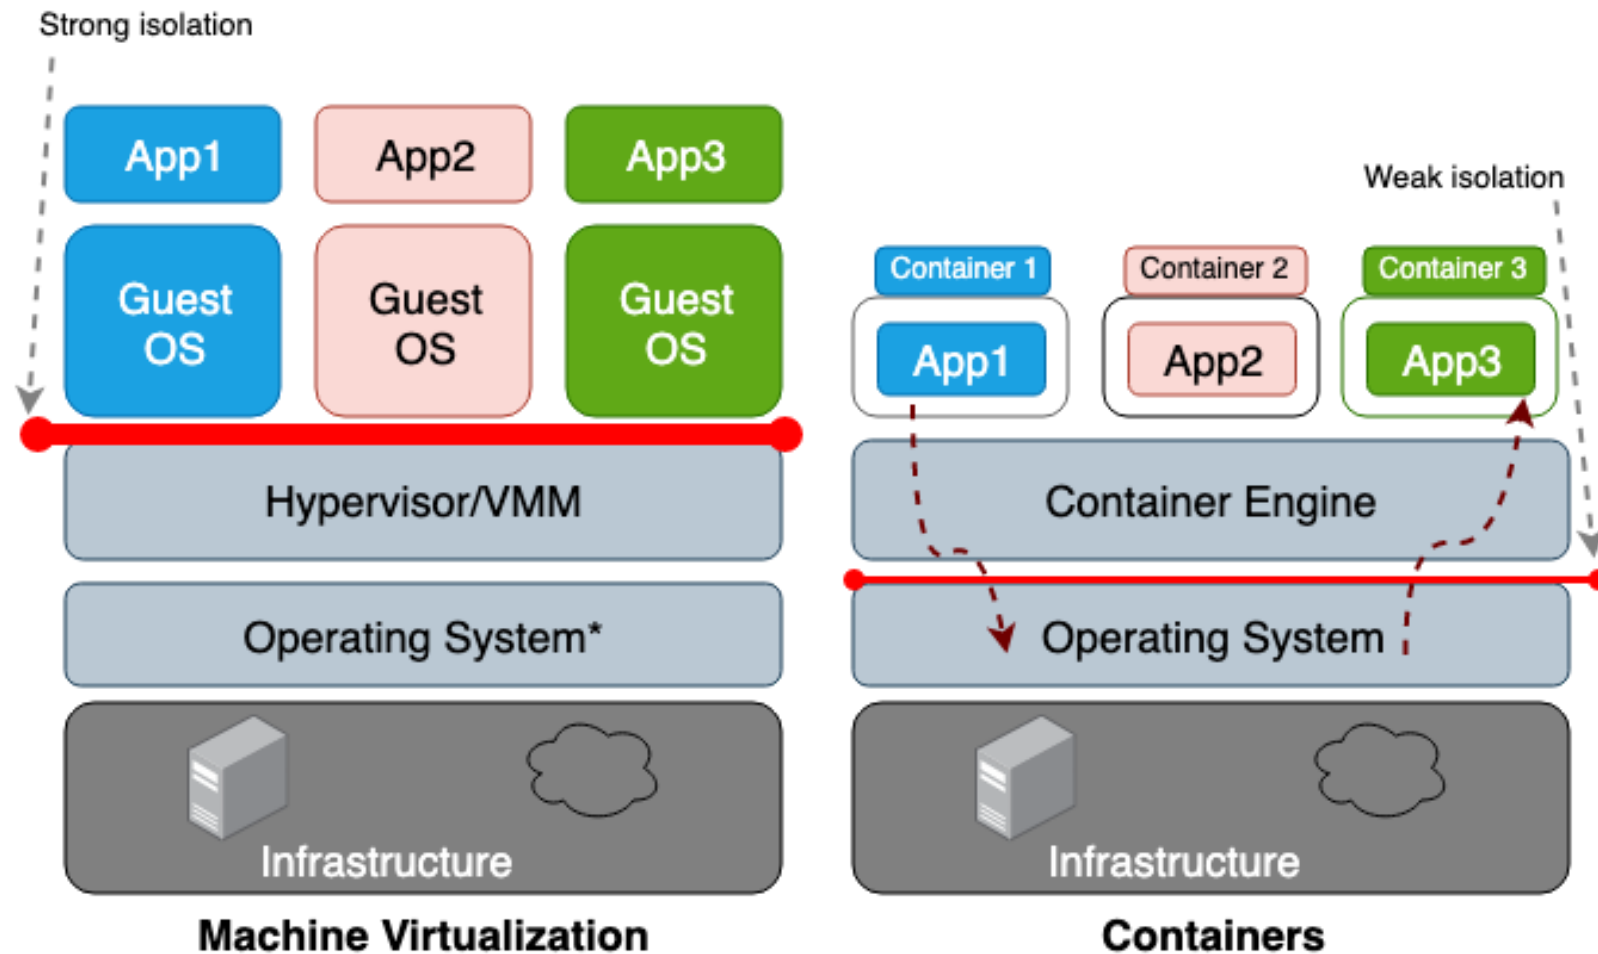 Strong isolation
App1
App2
App3
Guest
OS
Guest
OS
Guest
OS
Hypervisor/VMM
Operating System*
Infrastructure
Machine Virtualization
Weak isolation
Container 1
Container 2
Container 3
App1
App2
App3
Container Engine
Operating System
Infrastructure
Containers